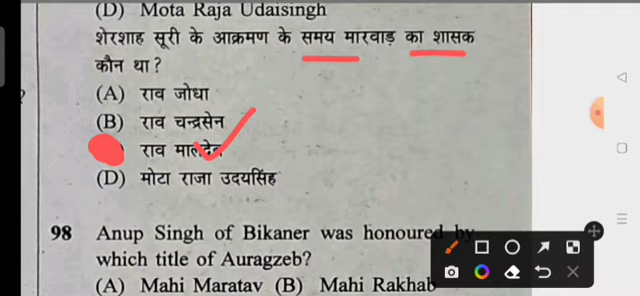 (D) Mota Raja Udaisingh
शेरशाह सूरी के आक्रमण के समय मारवाड़ का शासक
कौन था?
(A) राव जोधा
(B) राव चन्द्रसेन
राव मालदेव
(D) मोटा राजा उदयसिंह
98 Anup Singh of Bikaner was honoured by
which title of Auragzeb?
(A) Mahi Maratav (B) Mahi Rakhab